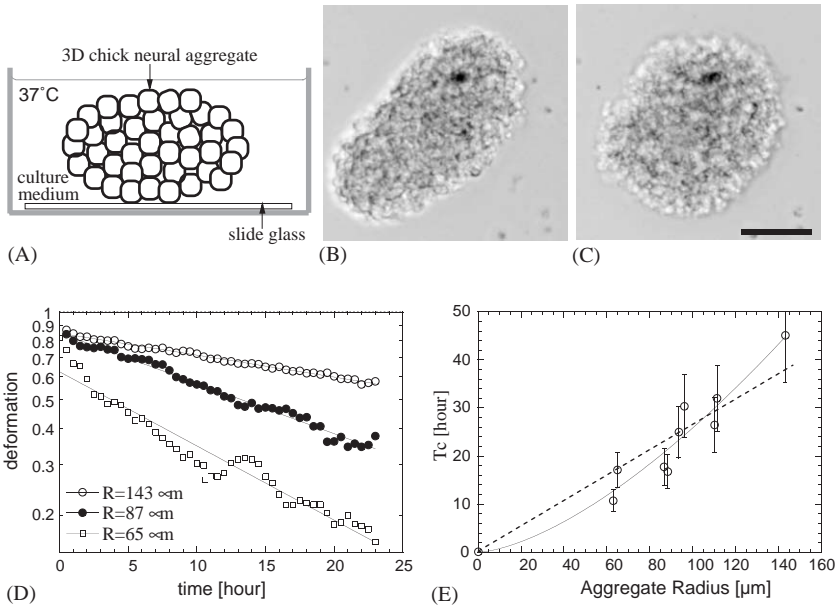 3D chick neural aggregate
37°C
culture
medium
slide glass
(A)
(B)
(C)
1
0.9
0.8
0.7
0.6
0.5
0.4
0.3
0.2
deformation
R=143 ∝m
R=87 ∝m
R=65 ∝m
0 5 10 15 20 25
time [hour]
(D)
50
40
30
20
10
0
Tc [hour]
0 20 40 60 80 100 120 140 160
Aggregate Radius [µm]
(E)